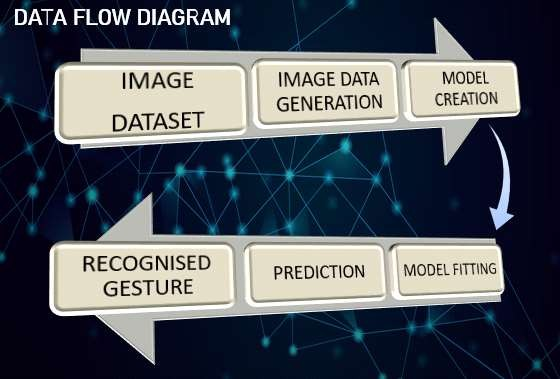 DATA FLOW DIAGRAM
IMAGE
DATASET
IMAGE DATA
GENERATION
MODEL
CREATION
RECOGNISED
GESTURE
PREDICTION
MODEL FITTING